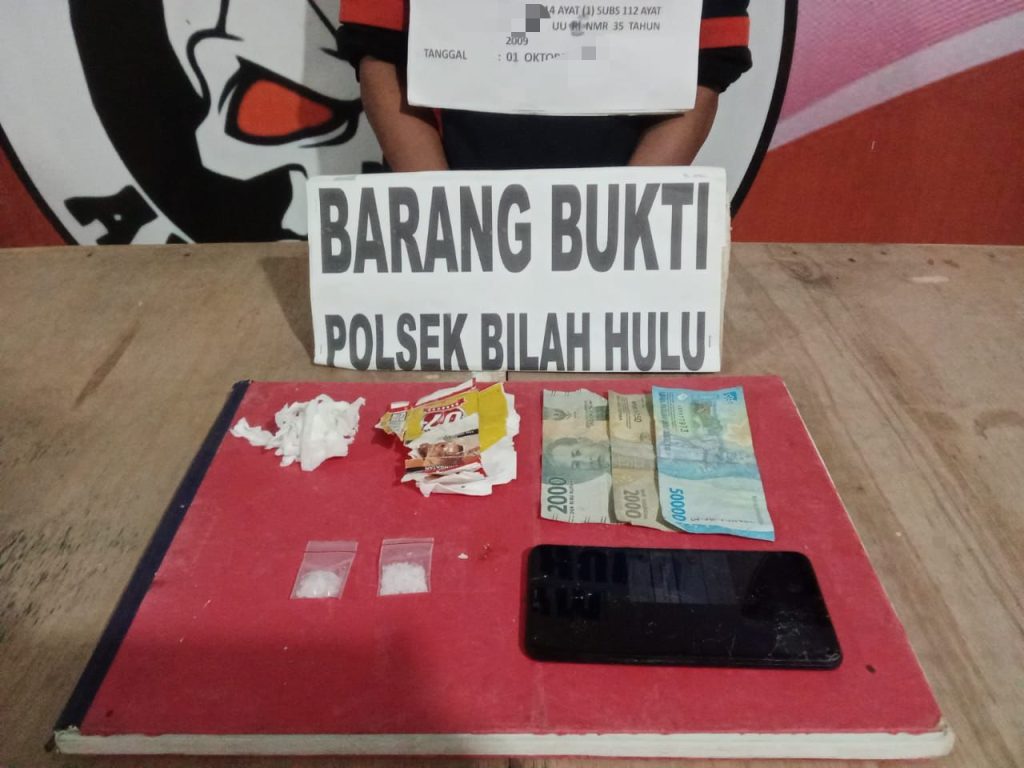 14 AYAT (1) SUBS 112 AYAT
UU RI NMR 35 TAHUN
2009
TANGGAL : 01 OKTOB
BARANG BUKTI
POLSEK BILAH HULU
2000
2000
50000